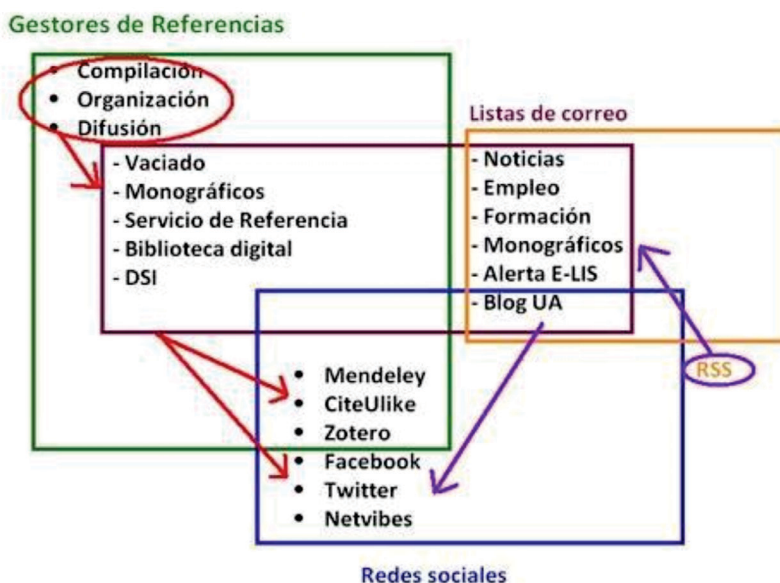 Gestores de Referencias
• Compilación
• Organización
• Difusión
- Vaciado
- Monográficos
- Servicio de Referencia
- Biblioteca digital
- DSI
Listas de correo
- Noticias
- Empleo
- Formación
- Monográficos
- Alerta E-LIS
- Blog UA
RSS
• Mendeley
• CiteUlike
• Zotero
• Facebook
• Twitter
• Netvibes
Redes sociales